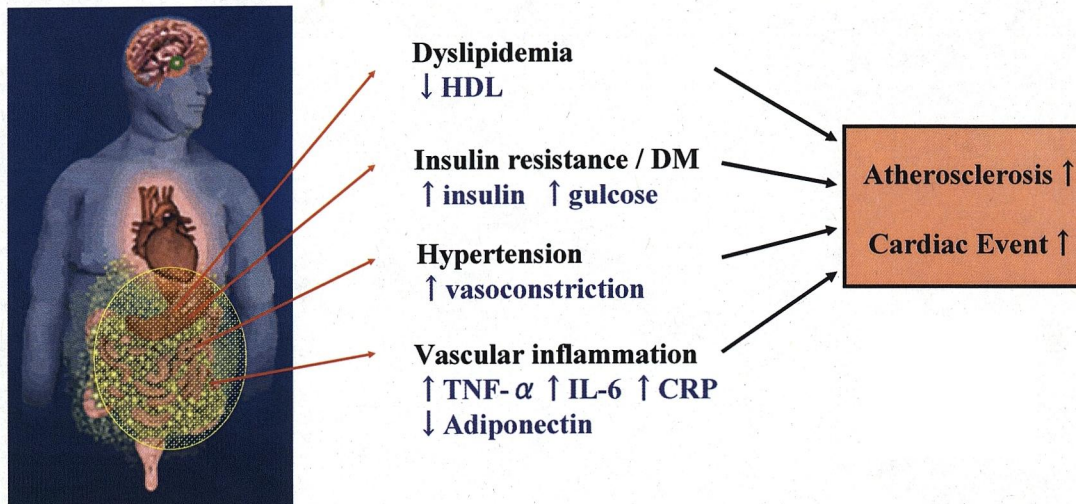 Dyslipidemia
↓ HDL
Insulin resistance / DM
↑ insulin ↑ gulcose
Hypertension
↑ vasoconstriction
Vascular inflammation
↑ TNF-α ↑ IL-6 ↑ CRP
↓ Adiponectin
Atherosclerosis ↑
Cardiac Event ↑